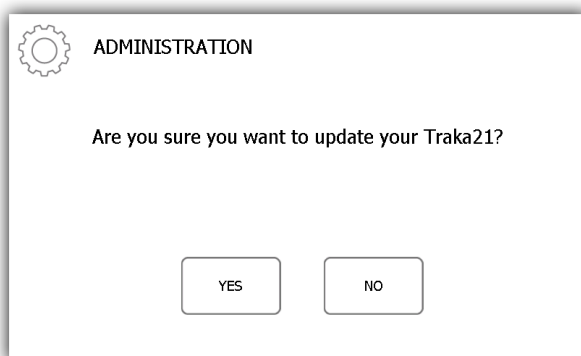 ADMINISTRATION
Are you sure you want to update your Traka21?
YES
NO